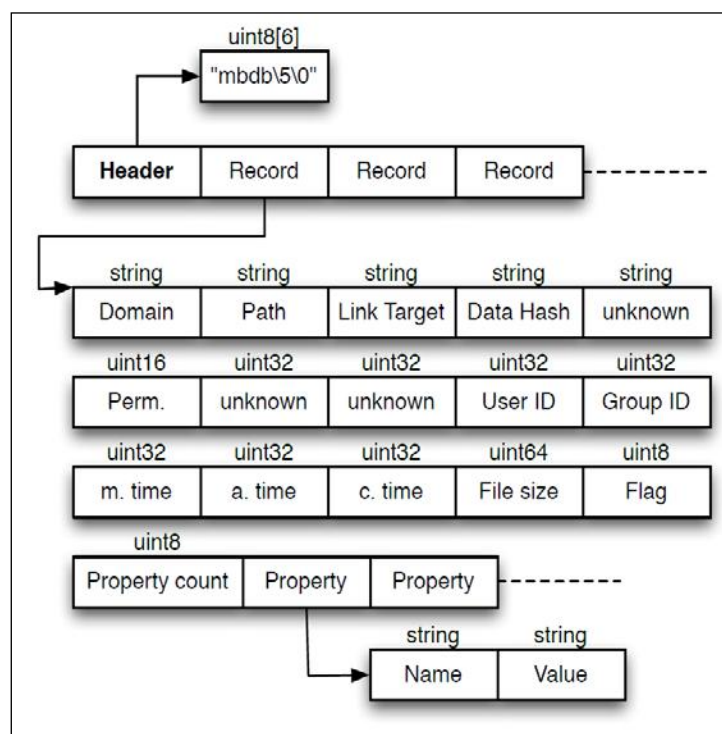 uint8[6]
"mbdb\5\0"
Header Record Record Record
string string string string string
Domain Path Link Target Data Hash unknown
uint16 uint32 uint32 uint32 uint32
Perm. unknown unknown User ID Group ID
uint32 uint32 uint32 uint64 uint8
m. time a. time c. time File size Flag
uint8
Property count Property Property
string string
Name Value